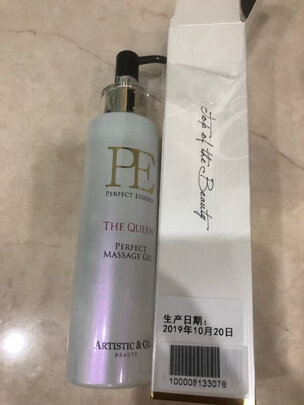 PE
PERFECT ESSENCE
THE QUEEN
PERFECT
MASSAGE GEL
ARTISTIC & CO.
BEAUTE
Top of the Beauty
生产日期:
2019年10月20日
100008133078